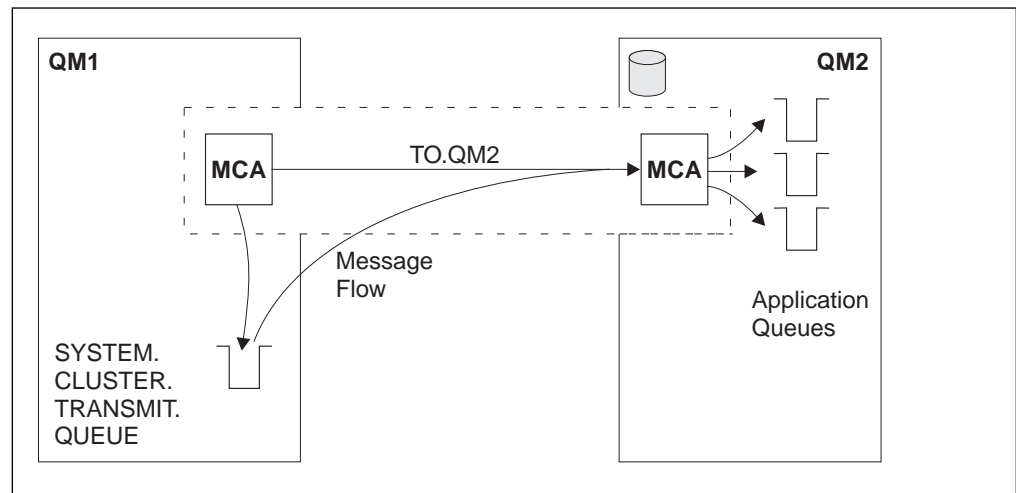 QM1
QM2
MCA
TO.QM2
MCA
Message
Flow
Application
Queues
SYSTEM.
CLUSTER.
TRANSMIT.
QUEUE